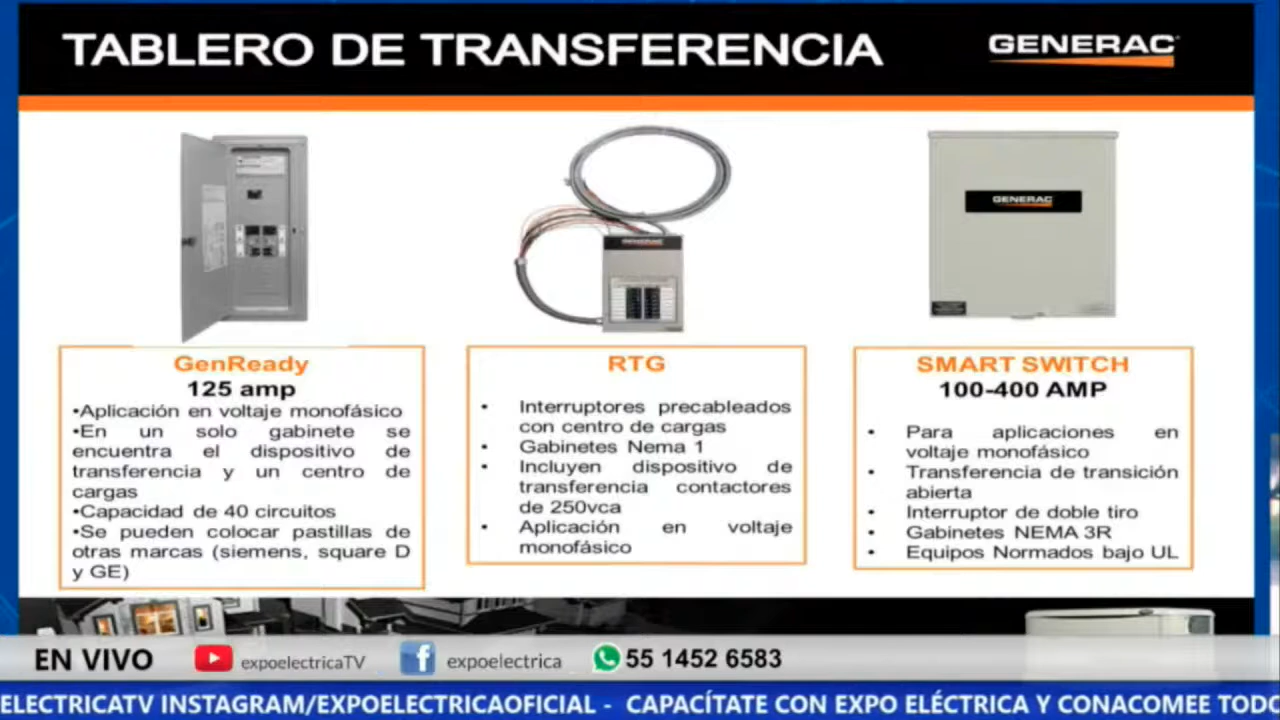 TABLERO DE TRANSFERENCIA
GENERAC
GENERAC
GENERAC
GenReady
125 amp
•Aplicación en voltaje monofásico
•En un solo gabinete se
encuentra el dispositivo de
transferencia y un centro de
cargas
•Capacidad de 40 circuitos
•Se pueden colocar pastillas de
otras marcas (siemens, square D
y GE)
RTG
• Interruptores precableados
con centro de cargas
• Gabinetes Nema 1
• Incluyen dispositivo de
transferencia contactores
de 250vca
• Aplicación en voltaje
monofásico
SMART SWITCH
100-400 AMP
• Para aplicaciones en
voltaje monofásico
• Transferencia de transición
abierta
• Interruptor de doble tiro
• Gabinetes NEMA 3R
• Equipos Normados bajo UL
EN VIVO expoelectricaTV expoelectrica 55 1452 6583
ELECTRICATV INSTAGRAM/EXPOELECTRICAOFICIAL - CAPACÍTATE CON EXPO ELÉCTRICA Y CONACOMEE TODO